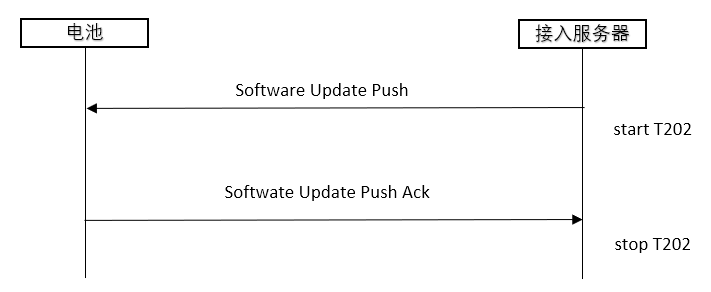 电池
接入服务器
Software Update Push
start T202
Softwate Update Push Ack
stop T202